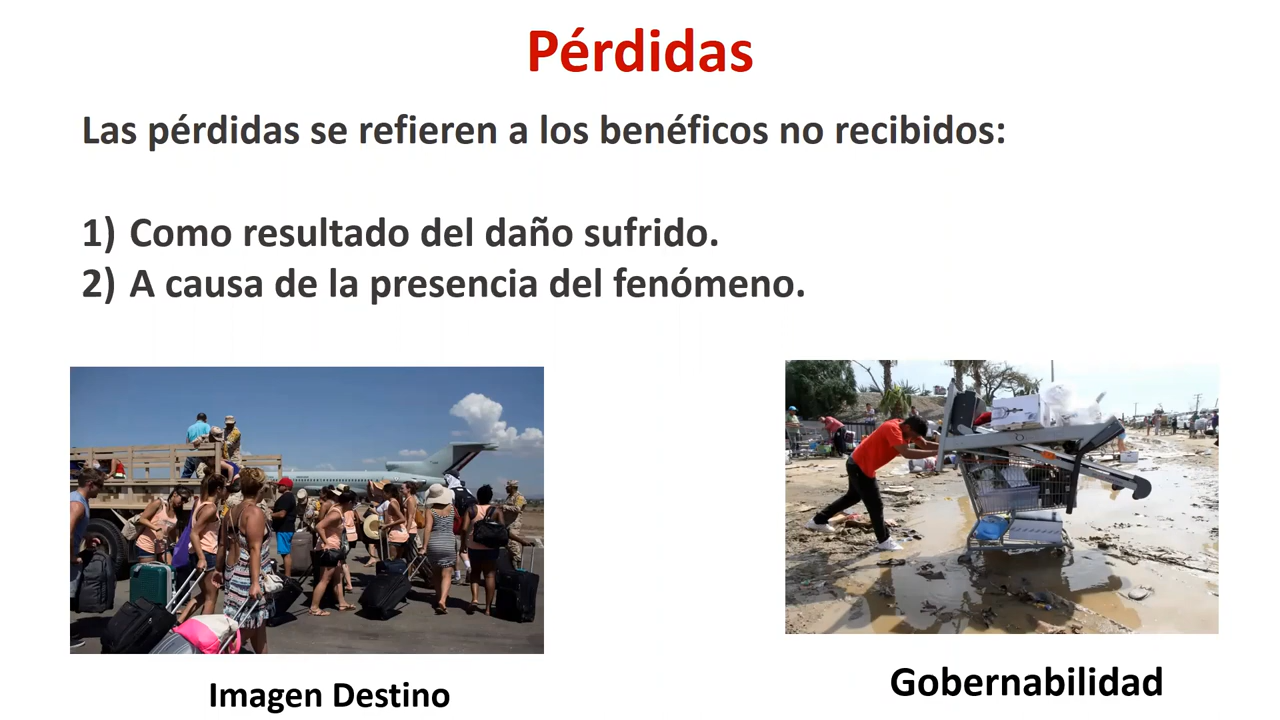 Pérdidas
Las pérdidas se refieren a los benéficos no recibidos:
1) Como resultado del daño sufrido.
2) A causa de la presencia del fenómeno.
Imagen Destino
Gobernabilidad